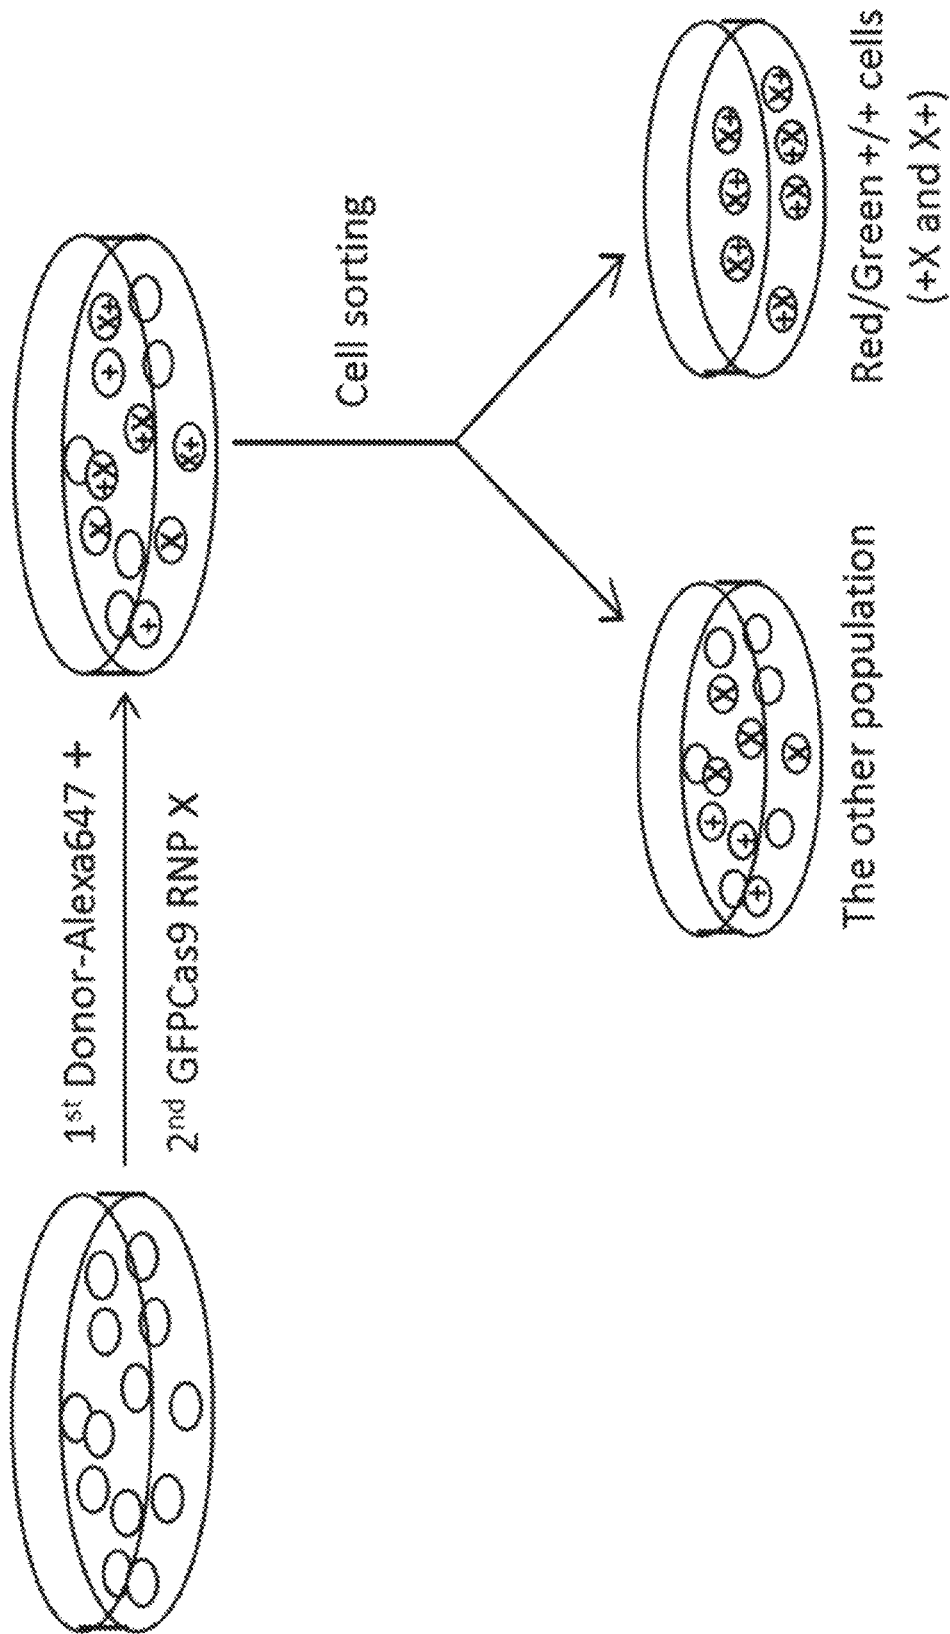 1st Donor-Alexa647 +
2nd GFPCas9 RNP X
Cell sorting
The other population
Red/Green +/+ cells
(+X and X+)